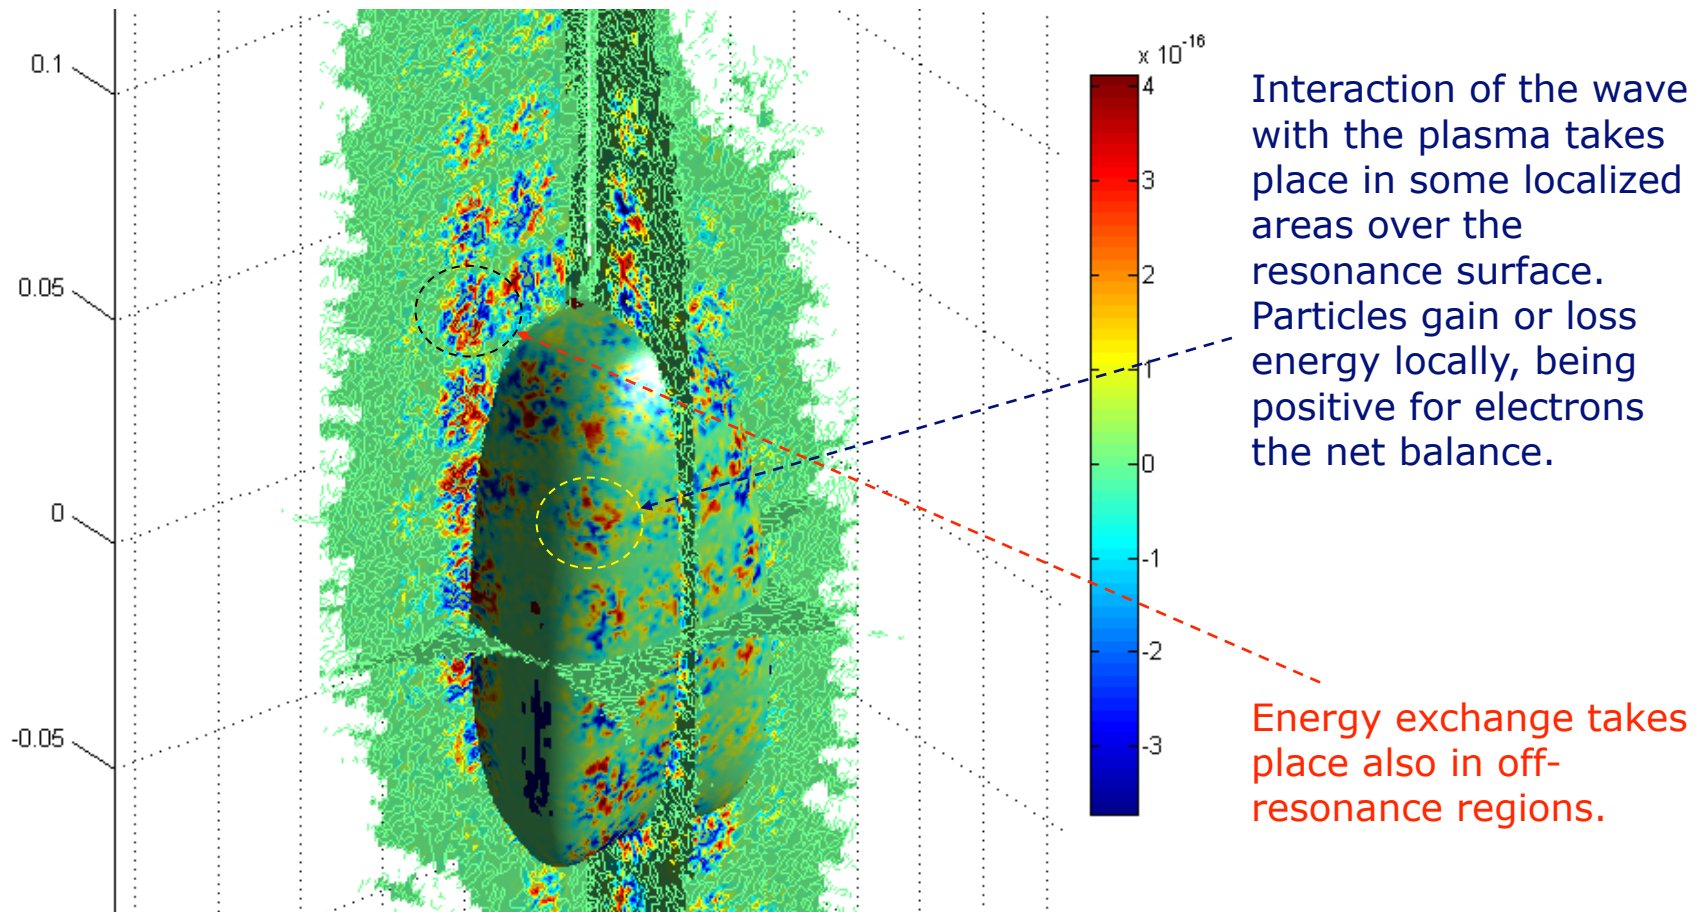 0.1
0.05
0
-0.05
x 10^-16
4
3
2
1
0
-1
-2
-3
Interaction of the wave
with the plasma takes
place in some localized
areas over the
resonance surface.
Particles gain or loss
energy locally, being
positive for electrons
the net balance.
Energy exchange takes
place also in off-
resonance regions.